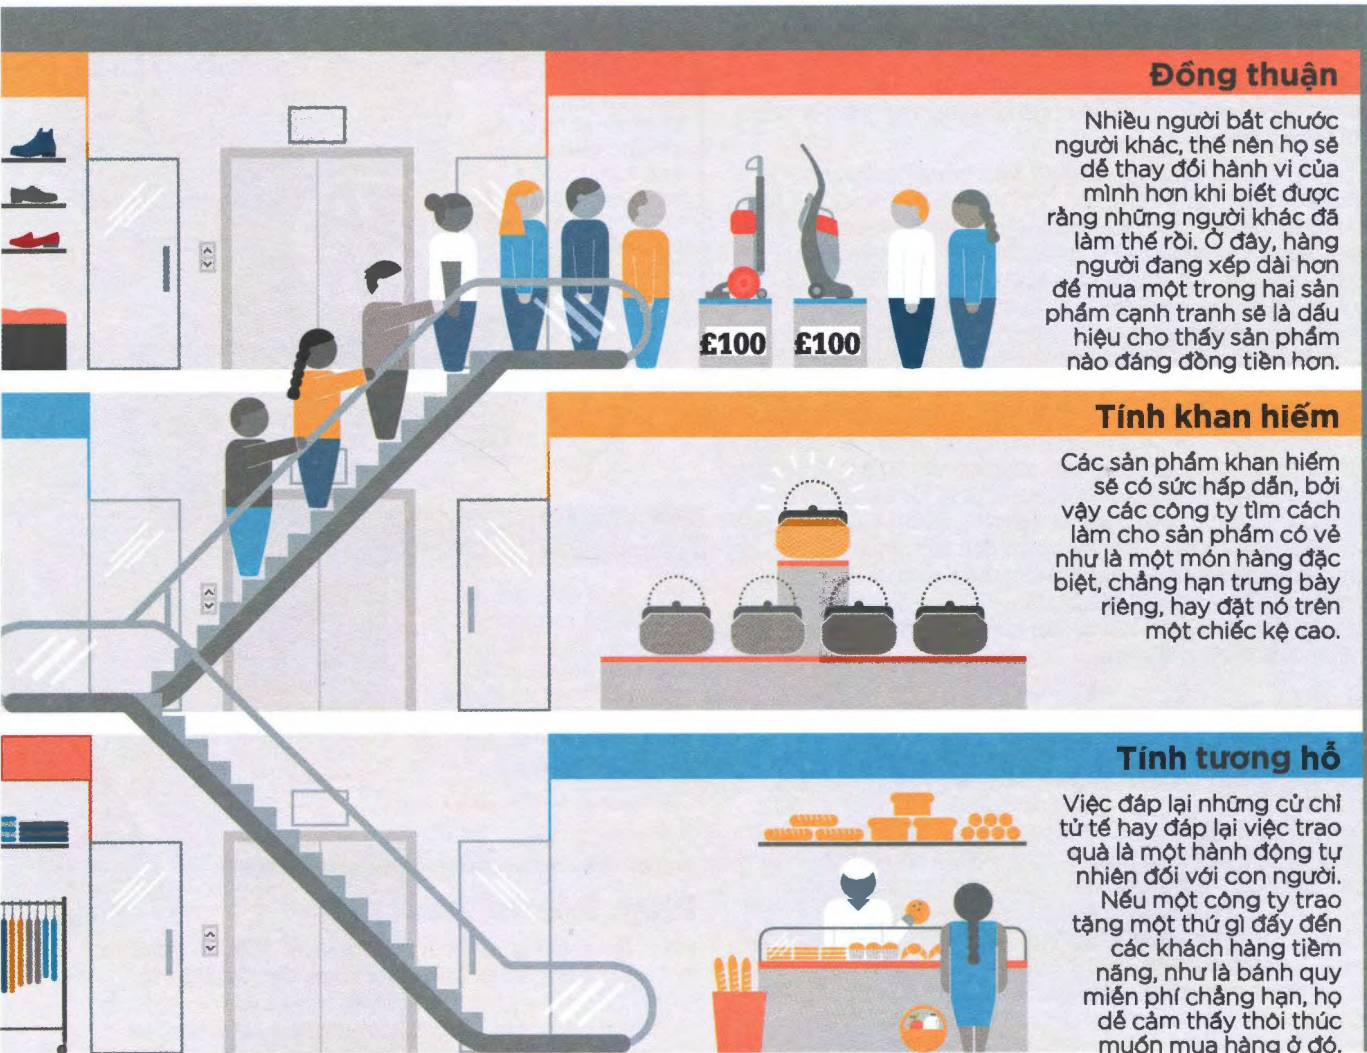 Đồng thuận
Nhiều người bắt chước
người khác, thế nên họ sẽ
dễ thay đổi hành vi của
mình hơn khi biết được
rằng những người khác đã
làm thế rồi. Ở đây, hàng
người đang xếp dài hơn
để mua một trong hai sản
phẩm cạnh tranh sẽ là dấu
hiệu cho thấy sản phẩm
nào đáng đồng tiền hơn.
£100 £100
Tính khan hiếm
Các sản phẩm khan hiếm
sẽ có sức hấp dẫn, bởi
vậy các công ty tìm cách
làm cho sản phẩm có vẻ
như là một món hàng đặc
biệt, chẳng hạn trưng bày
riêng, hay đặt nó trên
một chiếc kệ cao.
Tính tương hỗ
Việc đáp lại những cử chỉ
tử tế hay đáp lại việc trao
quà là một hành động tự
nhiên đối với con người.
Nếu một công ty trao
tặng một thứ gì đấy đến
các khách hàng tiềm
năng, như là bánh quy
miễn phí chẳng hạn, họ
dễ cảm thấy thôi thúc
muốn mua hàng ở đó.